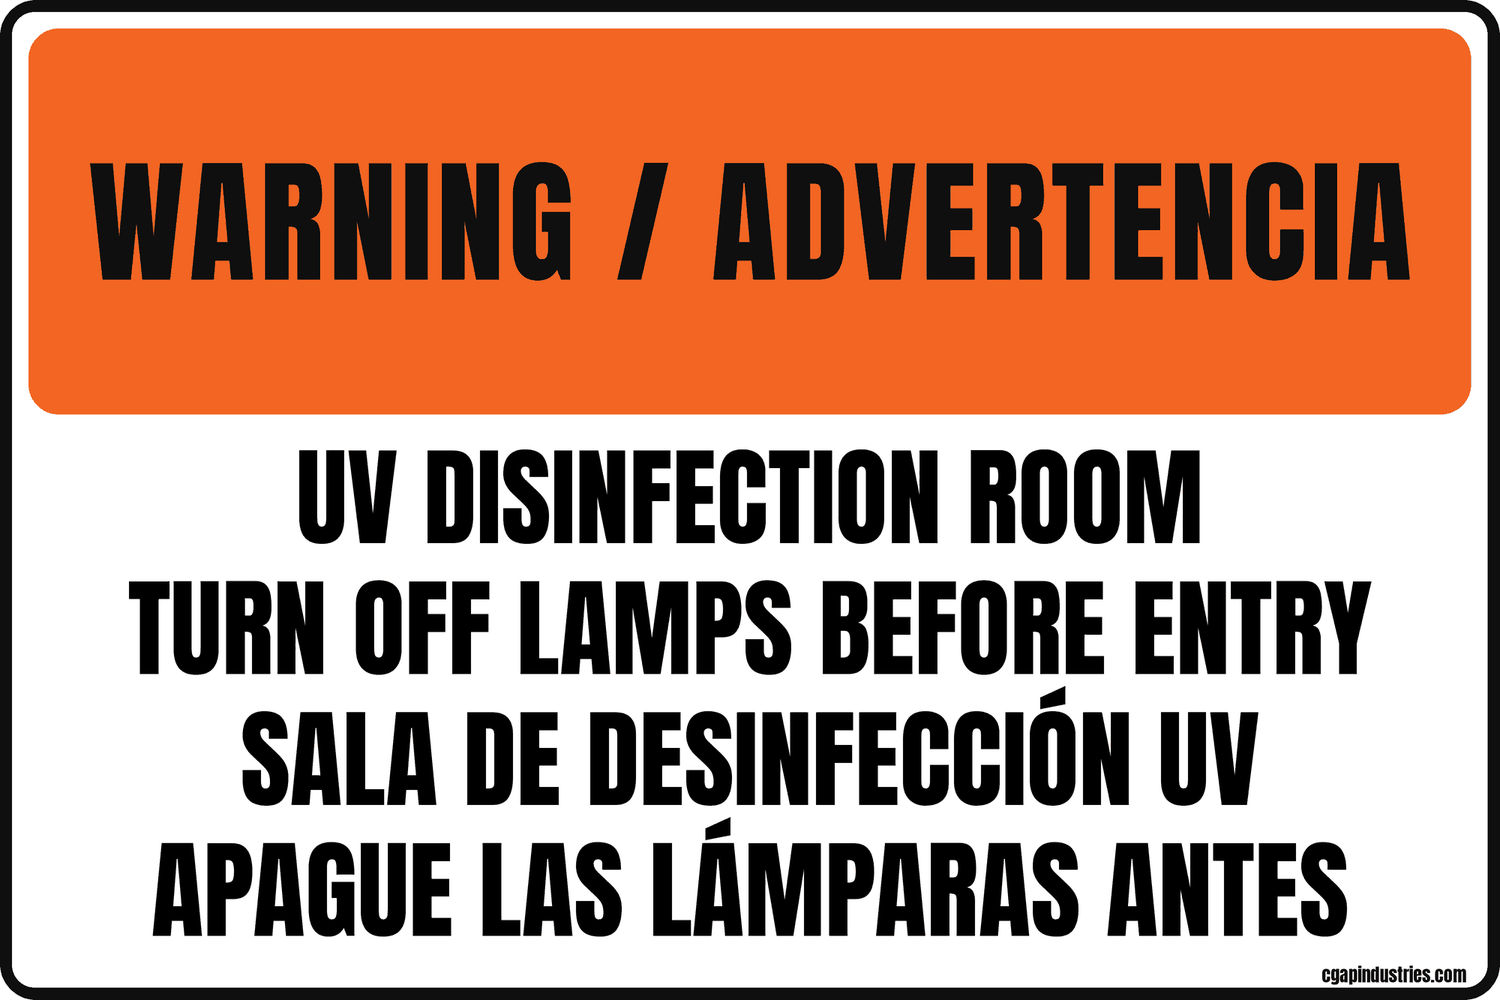 WARNING / ADVERTENCIA
UV DISINFECTION ROOM
TURN OFF LAMPS BEFORE ENTRY
SALA DE DESINFECCIÓN UV
APAGUE LAS LÁMPARAS ANTES
cgapindustries.com